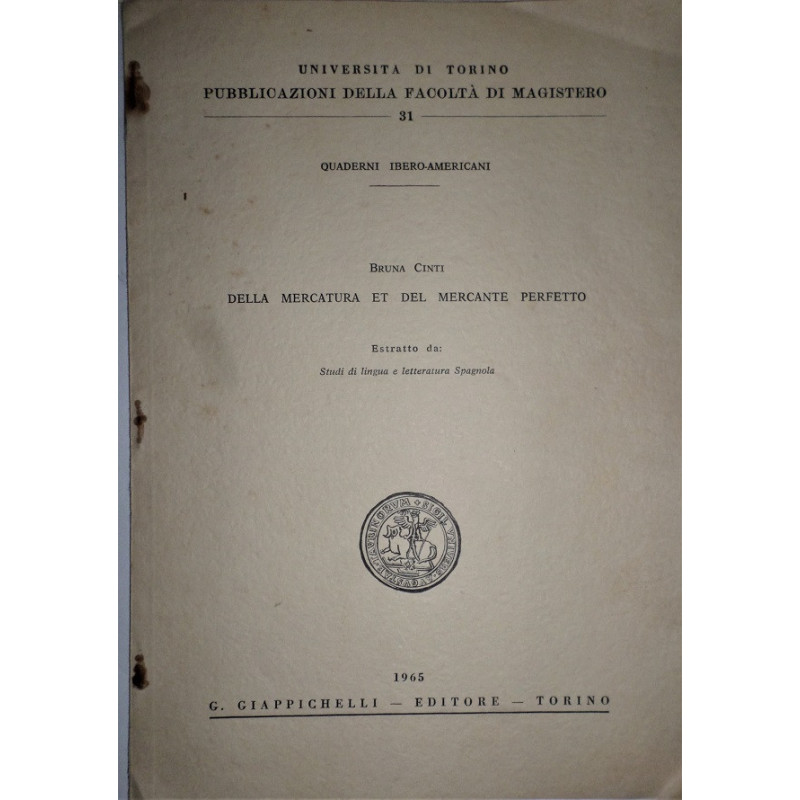 UNIVERSITA DI TORINO
PUBBLICAZIONI DELLA FACOLTÀ DI MAGISTERO
31
QUADERNI IBERO-AMERICANI
BRUNA CINTI
DELLA MERCATURA ET DEL MERCANTE PERFETTO
Estratto da:
Studi di lingua e letteratura Spagnola
1965
G. GIAPPICHELLI — EDITORE — TORINO